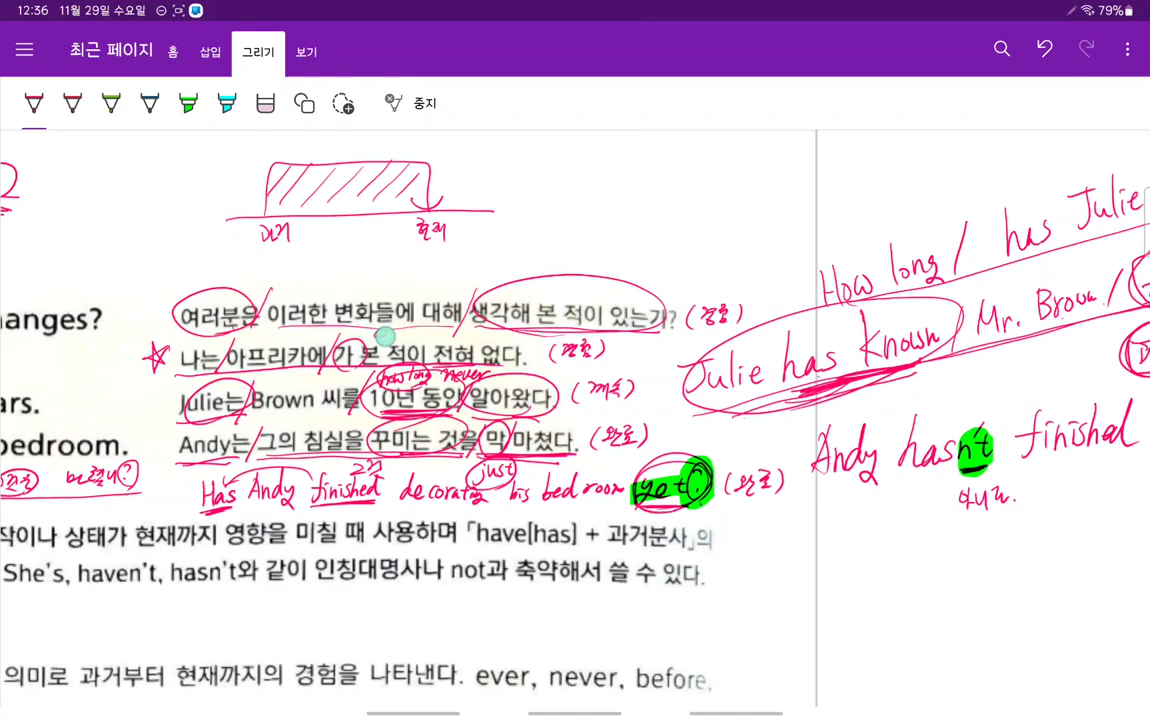 12:36 11월 29일 수요일 79%
최근 페이지 홈 삽입 그리기 보기
중지
과거 현재
How long / has Julie
hanges? 여러분은 이러한 변화들에 대해 생각해 본 적이 있는가? (경험)
Julie has known Mr. Brown /
나는 아프리카에 가 본 적이 전혀 없다. (경험)
how long never
ars. Julie는 Brown 씨를 10년 동안 알아왔다. (계속)
bedroom. Andy는 그의 침실을 꾸미는 것을 막 마쳤다. (완료)
Andy hasn't finished
just
Has Andy finished decorating his bedroom yet? (완료)
작이나 상태가 현재까지 영향을 미칠 때 사용하며 「have[has] + 과거분사」의
She's, haven't, hasn't와 같이 인칭대명사나 not과 축약해서 쓸 수 있다.
의미로 과거부터 현재까지의 경험을 나타낸다. ever, never, before,